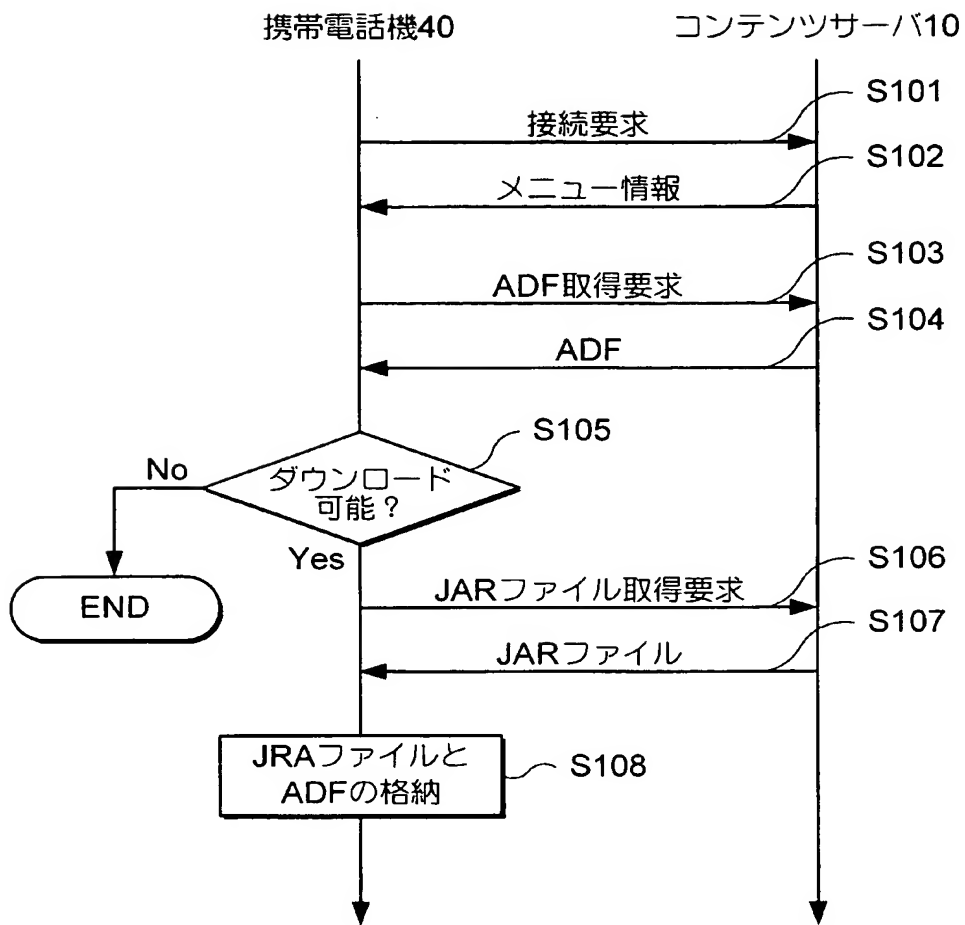 携帯電話機40
コンテンツサーバ10
S101
接続要求
S102
メニュー情報
S103
ADF取得要求
S104
ADF
S105
No
ダウンロード
可能？
Yes
S106
END
JARファイル取得要求
S107
JARファイル
JRAファイルと
ADFの格納
S108